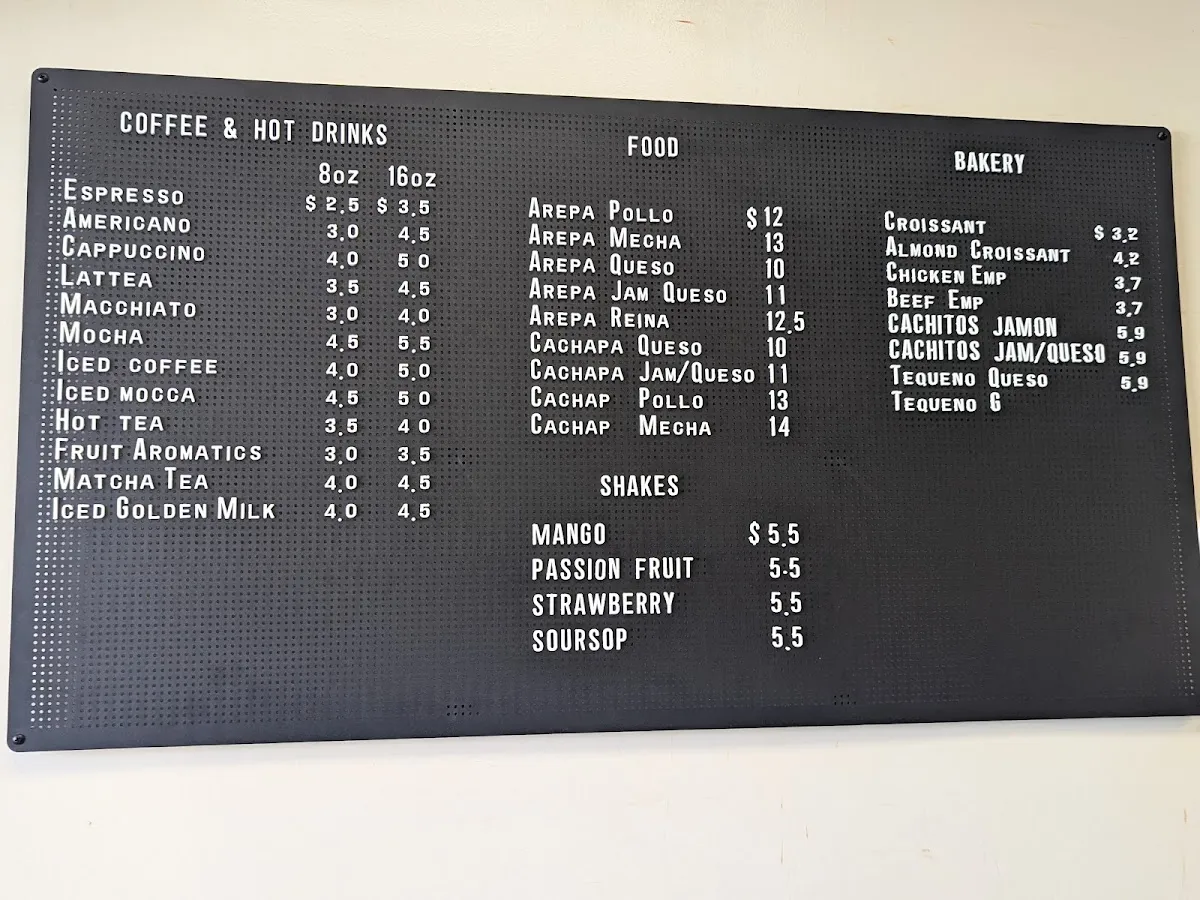 COFFEE & HOT DRINKS
8oz 16oz
ESPRESSO $ 2.5 $ 3.5
AMERICANO 3.0 4.5
CAPPUCCINO 4.0 5 0
LATTEA 3.5 4.5
MACCHIATO 3.0 4.0
MOCHA 4.5 5.5
ICED COFFEE 4.0 5.0
ICED MOCCA 4.5 5 0
HOT TEA 3.5 4 0
FRUIT AROMATICS 3.0 3.5
MATCHA TEA 4.0 4.5
ICED GOLDEN MILK 4.0 4.5
FOOD
AREPA POLLO $ 12
AREPA MECHA 13
AREPA QUESO 10
AREPA JAM QUESO 11
AREPA REINA 12.5
CACHAPA QUESO 10
CACHAPA JAM/QUESO 11
CACHAP POLLO 13
CACHAP MECHA 14
SHAKES
MANGO $ 5.5
PASSION FRUIT 5.5
STRAWBERRY 5.5
SOURSOP 5.5
BAKERY
CROISSANT $ 3.2
ALMOND CROISSANT 4.2
CHICKEN EMP 3.7
BEEF EMP 3.7
CACHITOS JAMON 5.9
CACHITOS JAM/QUESO 5.9
TEQUENO QUESO 5.9
TEQUENO G